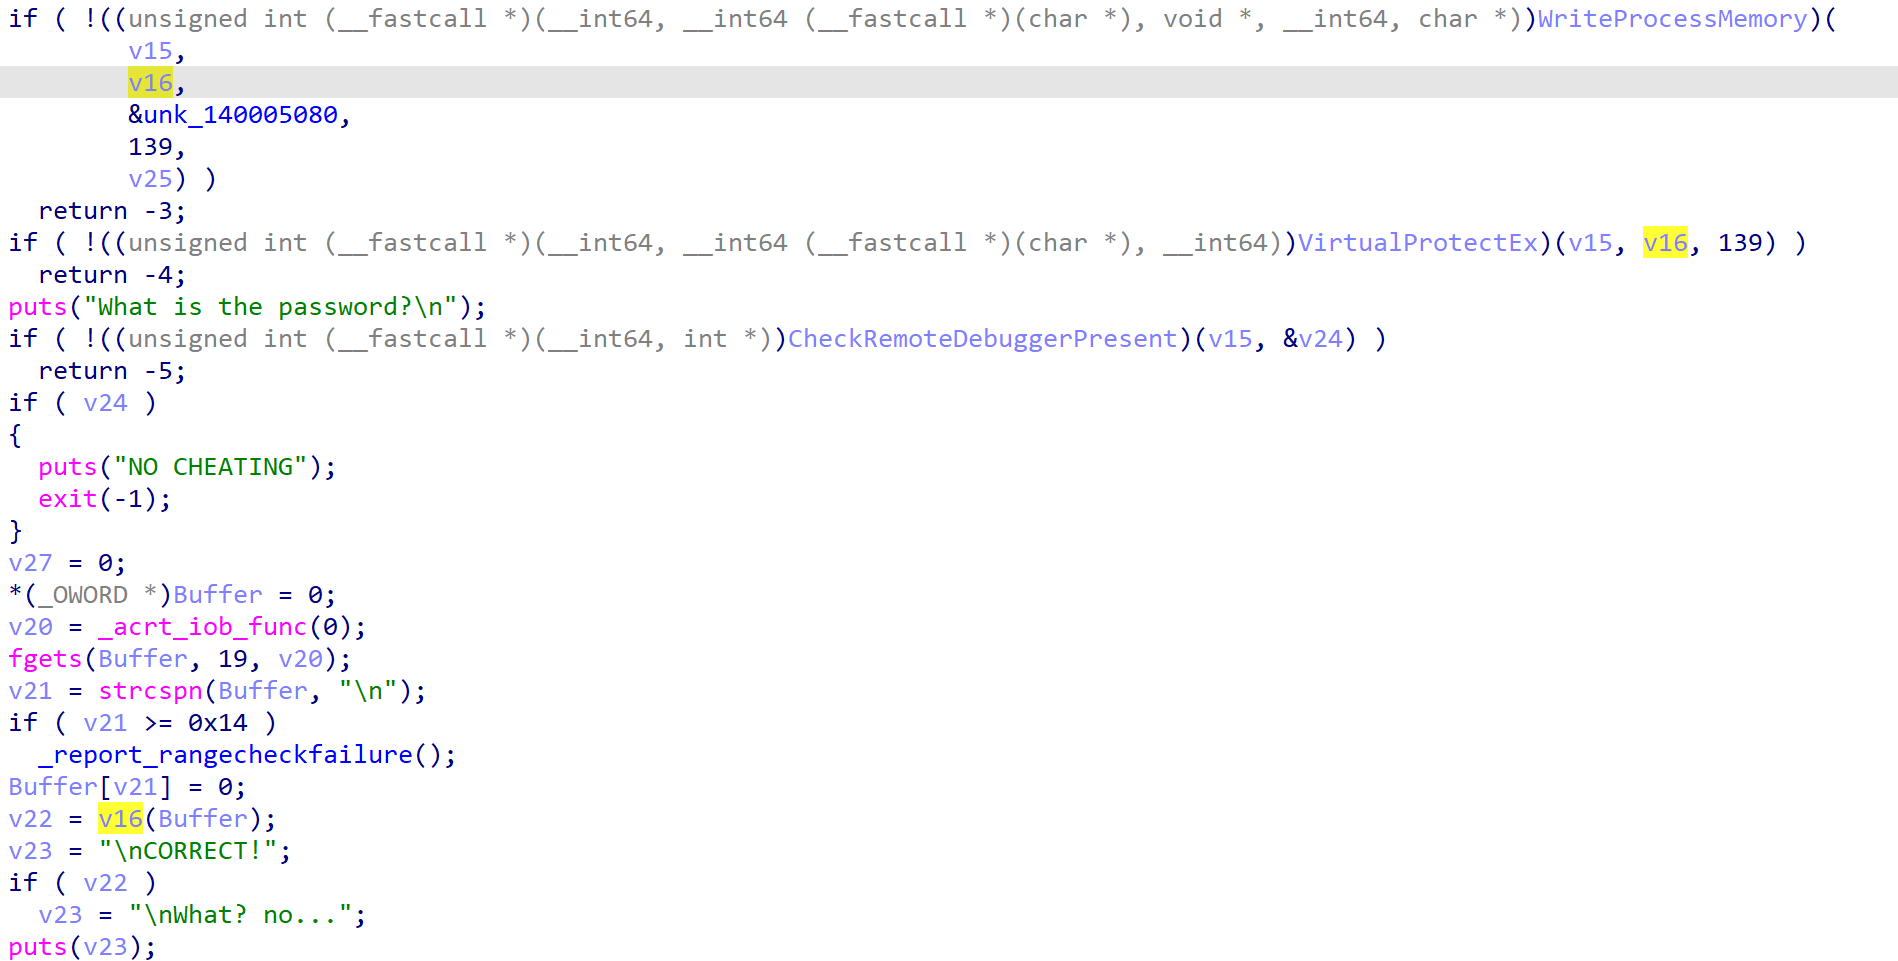 if ( !((unsigned int (__fastcall *)(__int64, __int64 (__fastcall *)(char *), void *, __int64, char *))WriteProcessMemory)(
        v15,
        v16,
        &unk_140005080,
        139,
        v25) )
  return -3;
if ( !((unsigned int (__fastcall *)(__int64, __int64 (__fastcall *)(char *), __int64))VirtualProtectEx)(v15, v16, 139) )
  return -4;
puts("What is the password?\n");
if ( !((unsigned int (__fastcall *)(__int64, int *))CheckRemoteDebuggerPresent)(v15, &v24) )
  return -5;
if ( v24 )
{
  puts("NO CHEATING");
  exit(-1);
}
v27 = 0;
*(_OWORD *)Buffer = 0;
v20 = _acrt_iob_func(0);
fgets(Buffer, 19, v20);
v21 = strcspn(Buffer, "\n");
if ( v21 >= 0x14 )
  _report_rangecheckfailure();
Buffer[v21] = 0;
v22 = v16(Buffer);
v23 = "\nCORRECT!";
if ( v22 )
  v23 = "\nWhat? no...";
puts(v23);